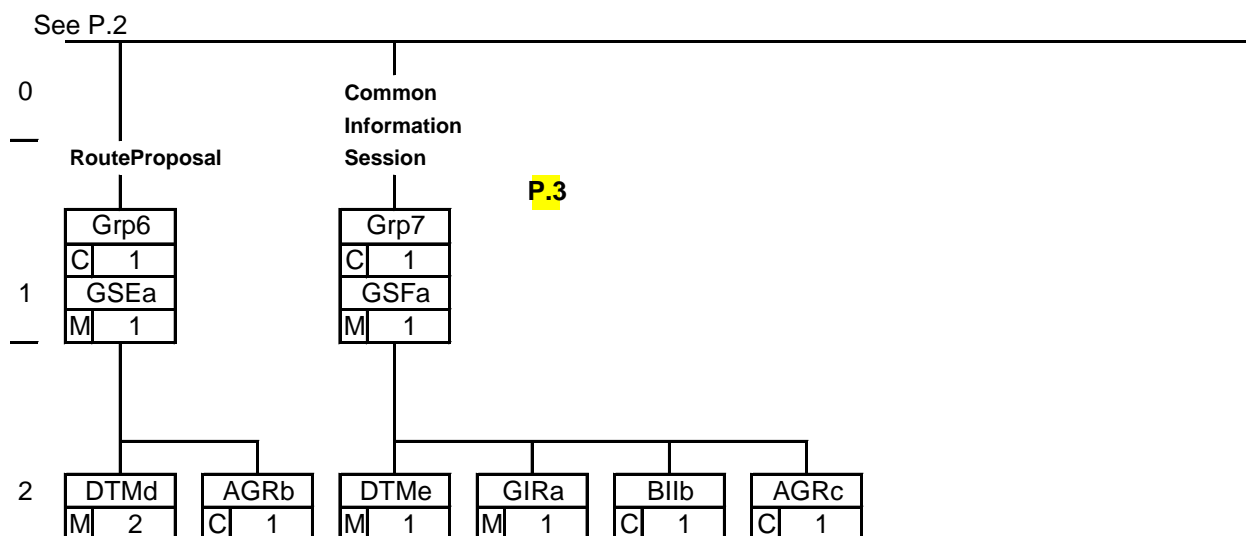 See P.2
0
Common
Information
RouteProposal Session
P.3
Grp6 Grp7
C 1 C 1
1 GSEa GSFa
M 1 M 1
2 DTMd AGRb DTMe GIRa BIIb AGRc
M 2 C 1 M 1 M 1 C 1 C 1